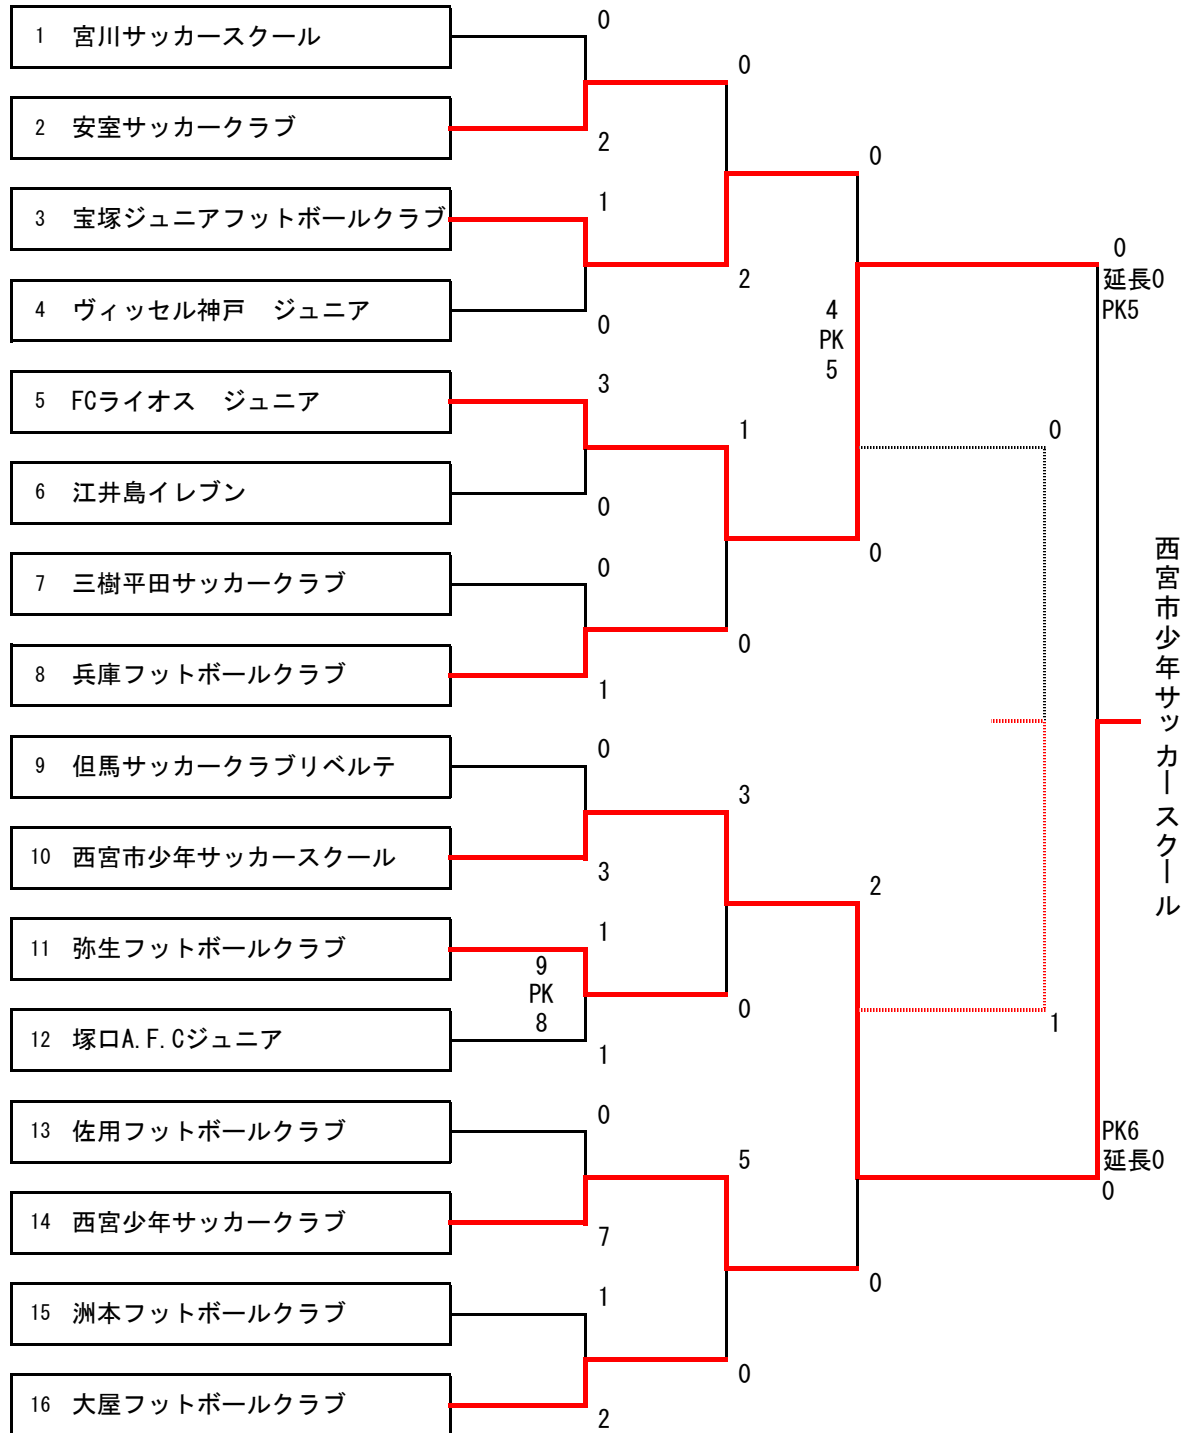 0
1 宮川サッカースクール
0
2 安室サッカークラブ
2
0
1
3 宝塚ジュニアフットボールクラブ
2
0
延長0
PK5
4 ヴィッセル神戸　ジュニア
0
4
PK
5
3
5 FCライオス　ジュニア
1
0
6 江井島イレブン
0
0
0
7 三樹平田サッカークラブ
0
8 兵庫フットボールクラブ
1
西宮市少年サッカースクール
0
9 但馬サッカークラブリベルテ
3
10 西宮市少年サッカースクール
3
2
1
11 弥生フットボールクラブ
9
PK
8
0
1
12 塚口A.F.Cジュニア
1
0
13 佐用フットボールクラブ
5
PK6
延長0
0
14 西宮少年サッカークラブ
7
1
0
15 洲本フットボールクラブ
0
16 大屋フットボールクラブ
2